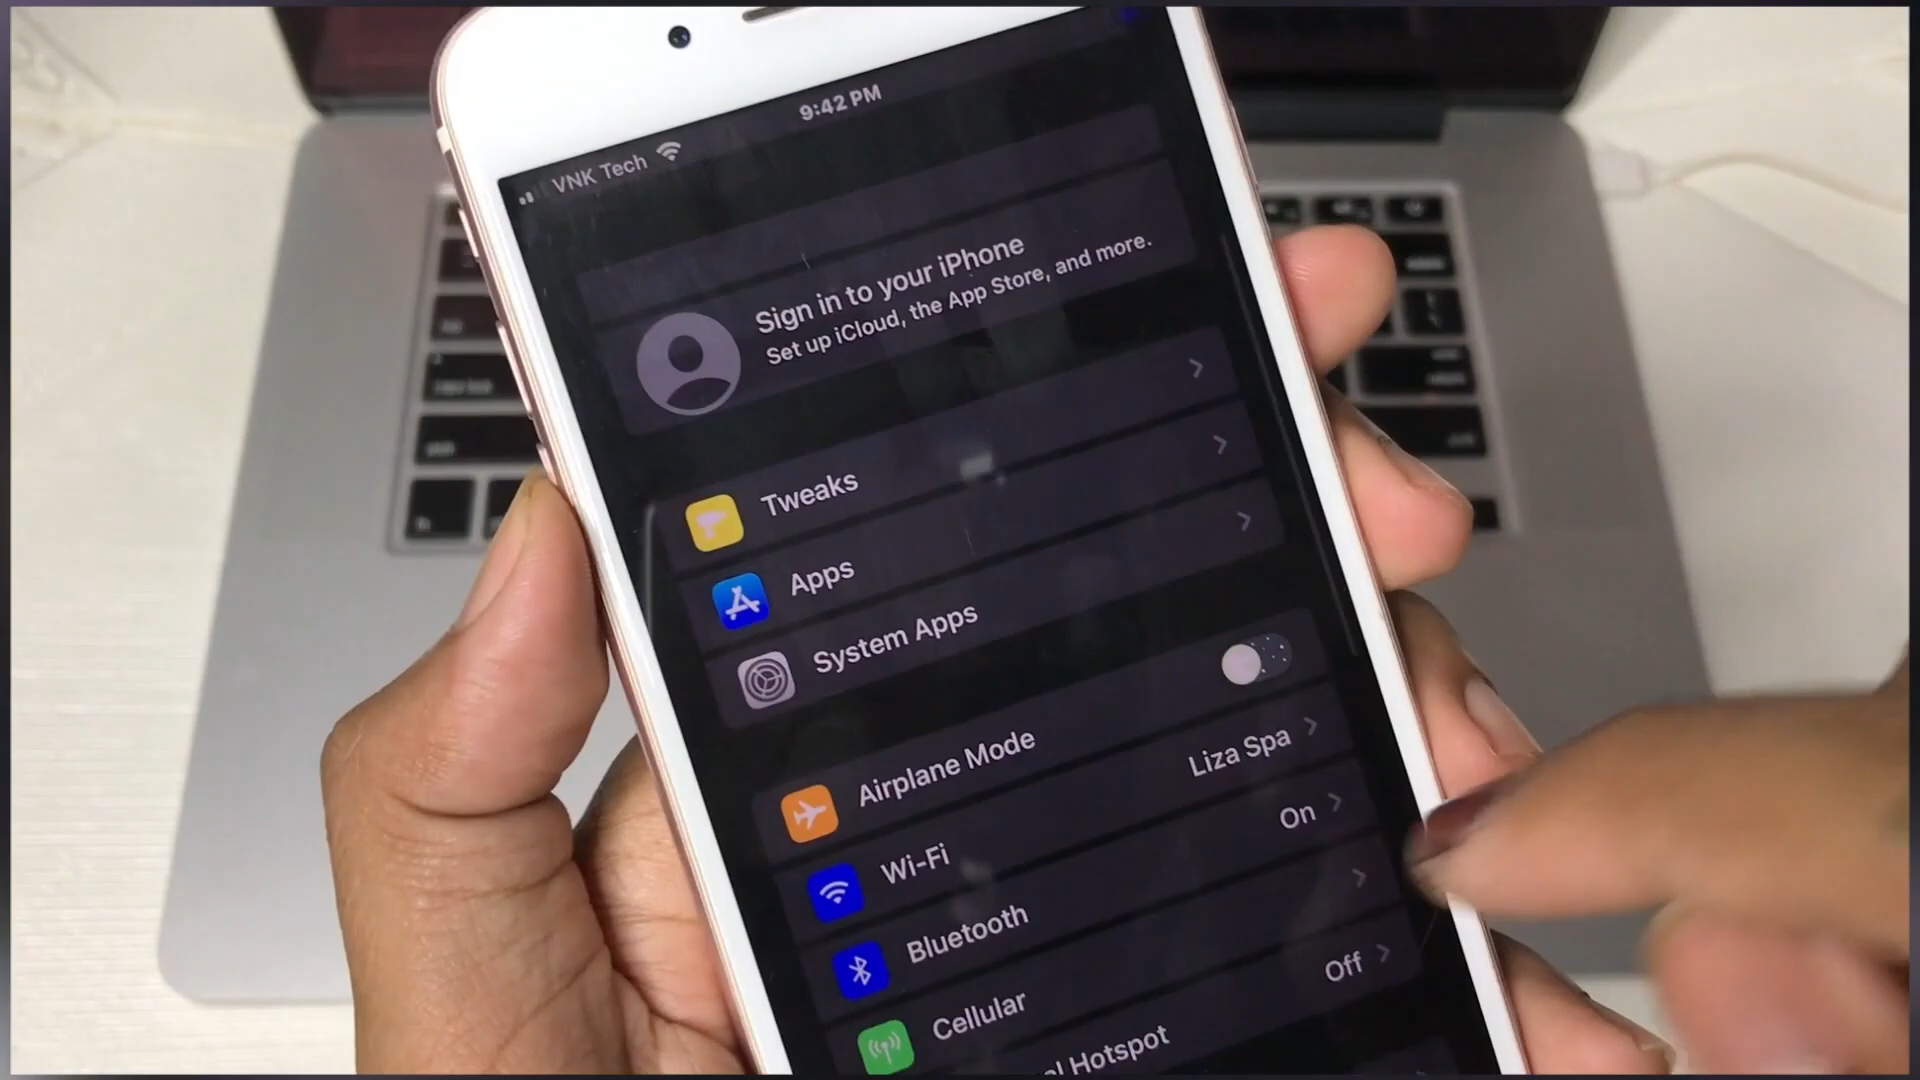 9:42 PM
VNK Tech
Sign in to your iPhone
Set up iCloud, the App Store, and more.
Tweaks
Apps
System Apps
Airplane Mode
Wi-Fi
Liza Spa
Bluetooth
On
Cellular
al Hotspot
Off